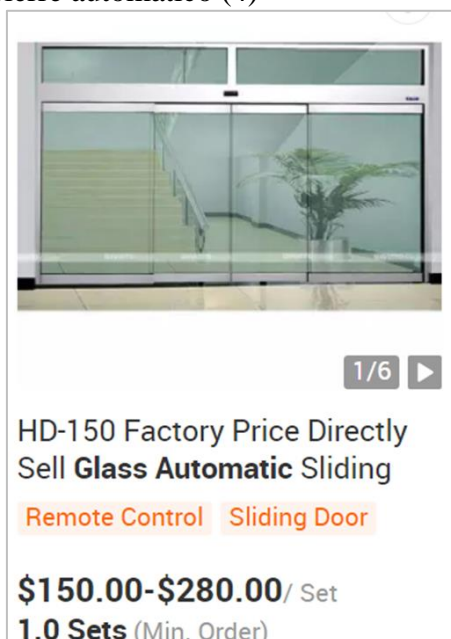 1/6
HD-150 Factory Price Directly
Sell Glass Automatic Sliding
Remote Control Sliding Door
$150.00-$280.00/ Set
1.0 Sets (Min. Order)